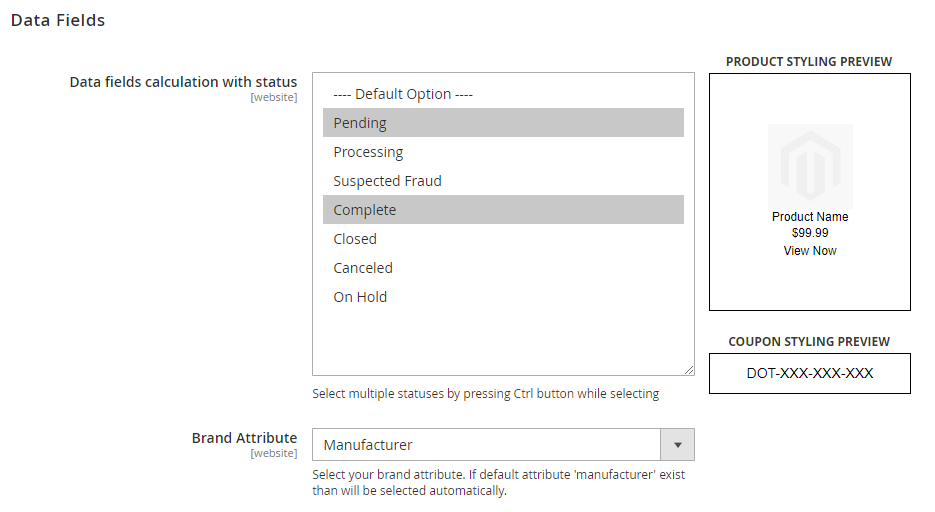 Data Fields
Data fields calculation with status
[website]
---- Default Option ----
Pending
Processing
Suspected Fraud
Complete
Closed
Canceled
On Hold
Select multiple statuses by pressing Ctrl button while selecting
Brand Attribute
[website]
Manufacturer
Select your brand attribute. If default attribute 'manufacturer' exist
than will be selected automatically.
PRODUCT STYLING PREVIEW
Product Name
$99.99
View Now
COUPON STYLING PREVIEW
DOT-XXX-XXX-XXX